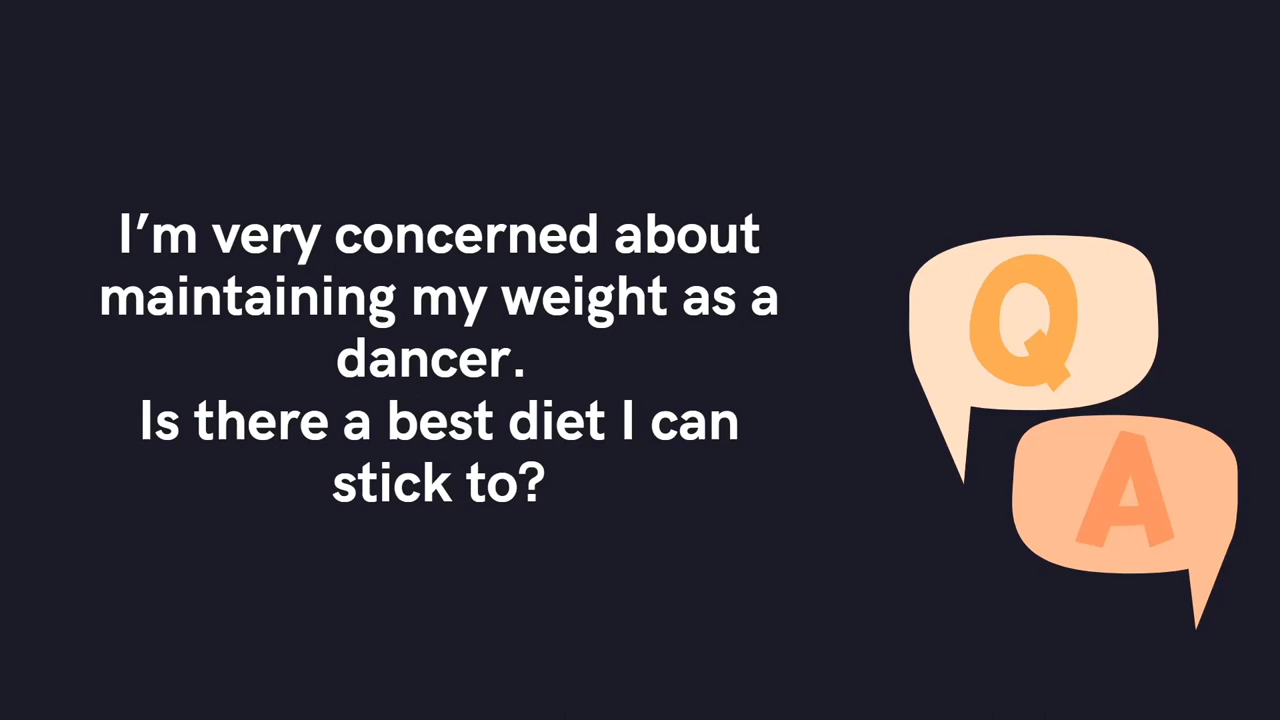 I’m very concerned about
maintaining my weight as a
dancer.
Is there a best diet I can
stick to?
Q
A